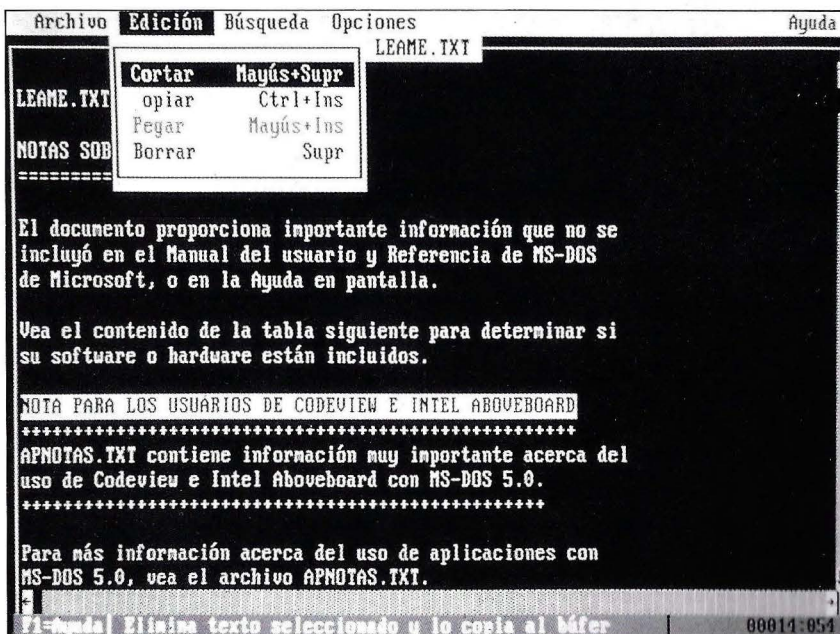 Archivo Edición Búsqueda Opciones Ayuda
LEAME.TXT
Cortar Mayús+Supr
LEAME.TXT
opiar Ctrl+Ins
Pegar Mayús+Ins
NOTAS SOB
Borrar Supr
=========
El documento proporciona importante información que no se
incluyó en el Manual del usuario y Referencia de MS-DOS
de Microsoft, o en la Ayuda en pantalla.
Vea el contenido de la tabla siguiente para determinar si
su software o hardware están incluidos.
NOTA PARA LOS USUARIOS DE CODEVIEW E INTEL ABOVEBOARD
+++++++++++++++++++++++++++++++++++++++++++++++++++++
APNOTAS.TXT contiene información muy importante acerca del
uso de Codeview e Intel Aboveboard con MS-DOS 5.0.
++++++++++++++++++++++++++++++++++++++++++++++++++
Para más información acerca del uso de aplicaciones con
MS-DOS 5.0, vea el archivo APNOTAS.TXT.
F1=Ayuda Elimina texto seleccionado y lo copia al búfer 00014:054